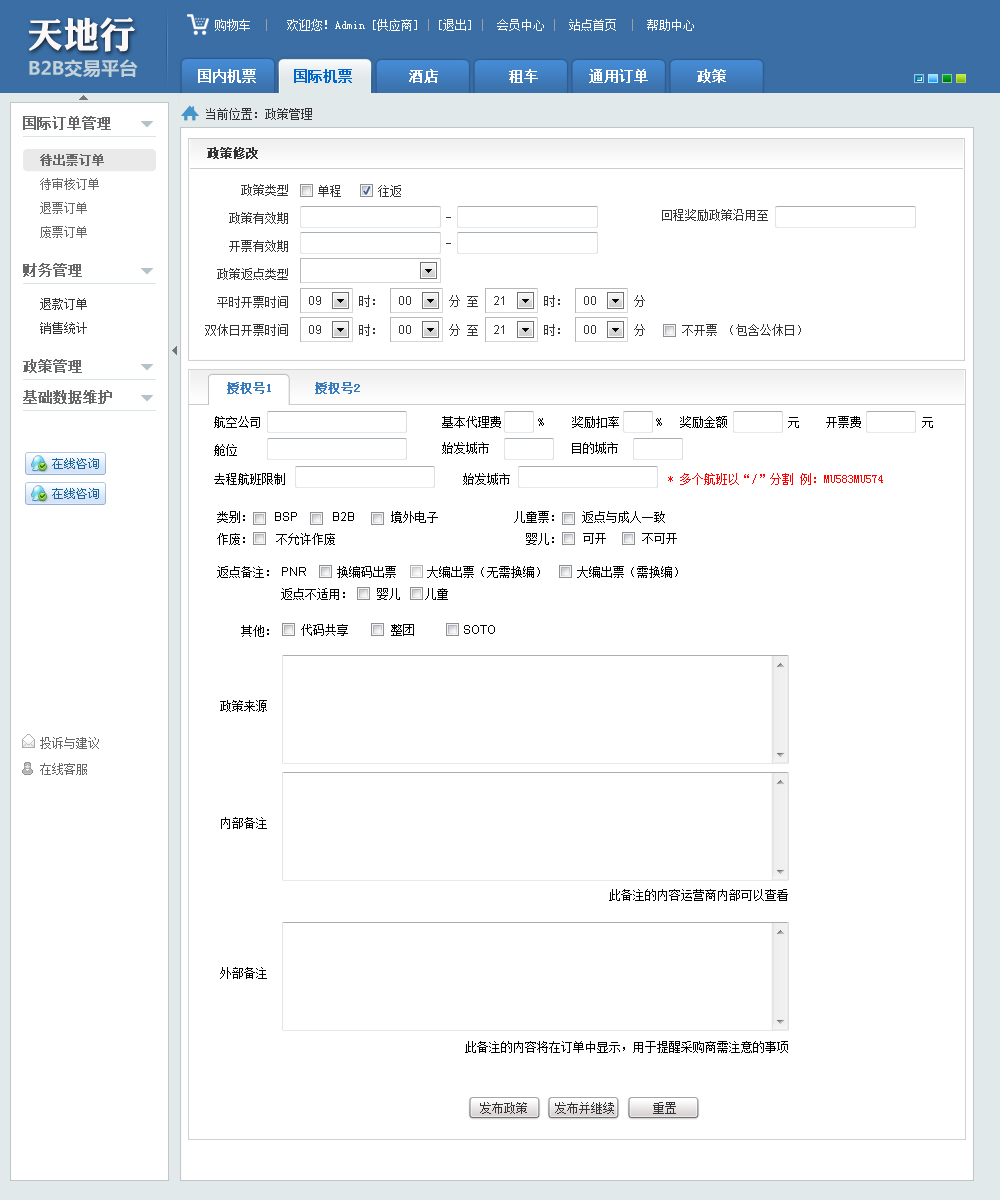 天地行
B2B交易平台
购物车 | 欢迎您! Admin [供应商] | [退出] | 会员中心 | 站点首页 | 帮助中心
国内机票 国际机票 酒店 租车 通用订单 政策
当前位置: 政策管理
国际订单管理
待出票订单
待审核订单
退票订单
废票订单
财务管理
退款订单
销售统计
政策管理
基础数据维护
在线咨询
在线咨询
投诉与建议
在线客服
政策修改
政策类型 单程 往返
政策有效期 - 回程奖励政策沿用至
开票有效期 -
政策返点类型
平时开票时间 09 时: 00 分 至 21 时: 00 分
双休日开票时间 09 时: 00 分 至 21 时: 00 分 不开票 (包含公休日)
授权号1 授权号2
航空公司 基本代理费 % 奖励扣率 % 奖励金额 元 开票费 元
舱位 始发城市 目的城市
去程航班限制 始发城市 * 多个航班以“/”分割 例: MU583MU574
类别: BSP B2B 境外电子 儿童票: 返点与成人一致
作废: 不允许作废 婴儿: 可开 不可开
返点备注: PNR 换编码出票 大编出票(无需换编) 大编出票(需换编)
返点不适用: 婴儿 儿童
其他: 代码共享 整团 SOTO
政策来源
内部备注
此备注的内容运营商内部可以查看
外部备注
此备注的内容将在订单中显示，用于提醒采购商需注意的事项
发布政策 发布并继续 重置